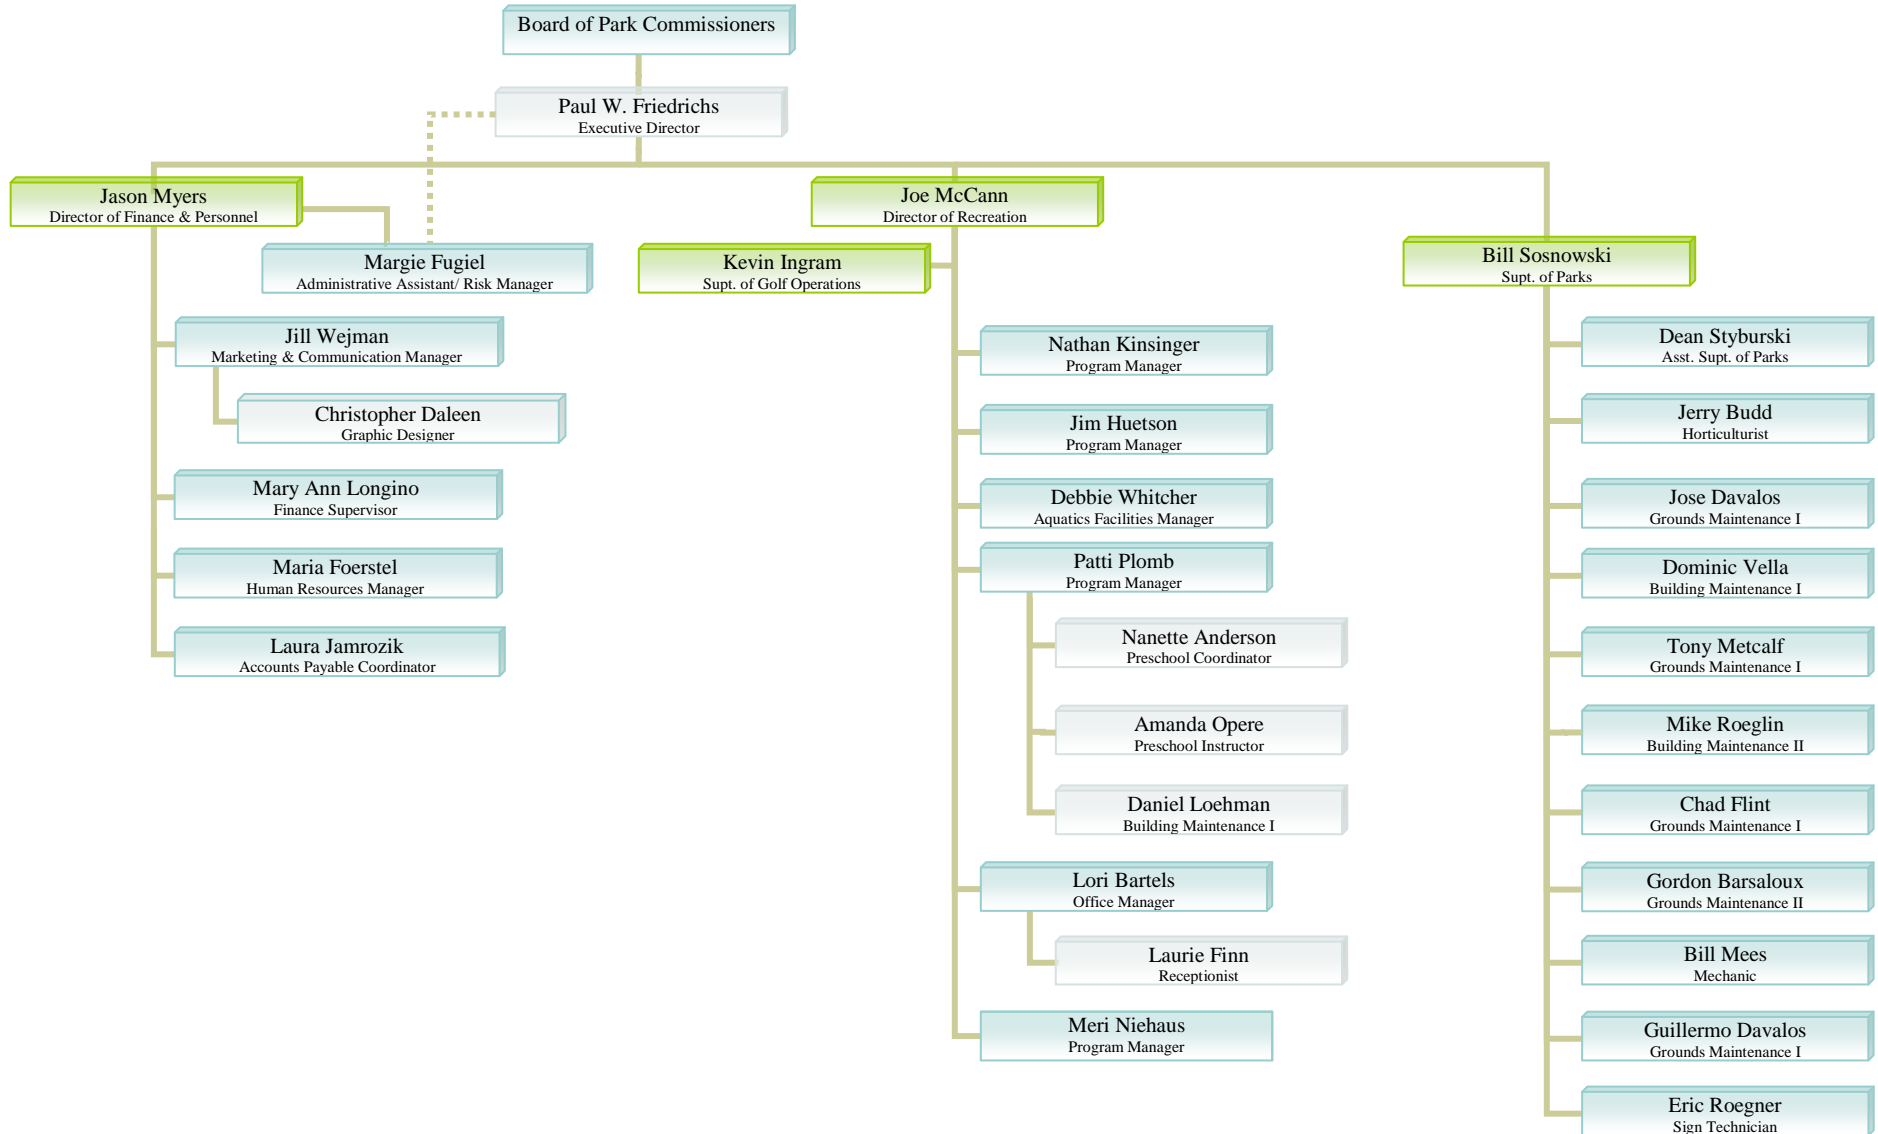 Board of Park Commissioners
Paul W. Friedrichs
Executive Director
Jason Myers
Director of Finance & Personnel
Margie Fugiel
Administrative Assistant/ Risk Manager
Jill Wejman
Marketing & Communication Manager
Christopher Daleen
Graphic Designer
Mary Ann Longino
Finance Supervisor
Maria Foerstel
Human Resources Manager
Laura Jamrozik
Accounts Payable Coordinator
Joe McCann
Director of Recreation
Kevin Ingram
Supt. of Golf Operations
Nathan Kinsinger
Program Manager
Jim Huetson
Program Manager
Debbie Whitcher
Aquatics Facilities Manager
Patti Plomb
Program Manager
Nanette Anderson
Preschool Coordinator
Amanda Opere
Preschool Instructor
Daniel Loehman
Building Maintenance I
Lori Bartels
Office Manager
Laurie Finn
Receptionist
Meri Niehaus
Program Manager
Bill Sosnowski
Supt. of Parks
Dean Styburski
Asst. Supt. of Parks
Jerry Budd
Horticulturist
Jose Davalos
Grounds Maintenance I
Dominic Vella
Building Maintenance I
Tony Metcalf
Grounds Maintenance I
Mike Roeglin
Building Maintenance II
Chad Flint
Grounds Maintenance I
Gordon Barsaloux
Grounds Maintenance II
Bill Mees
Mechanic
Guillermo Davalos
Grounds Maintenance I
Eric Roegner
Sign Technician